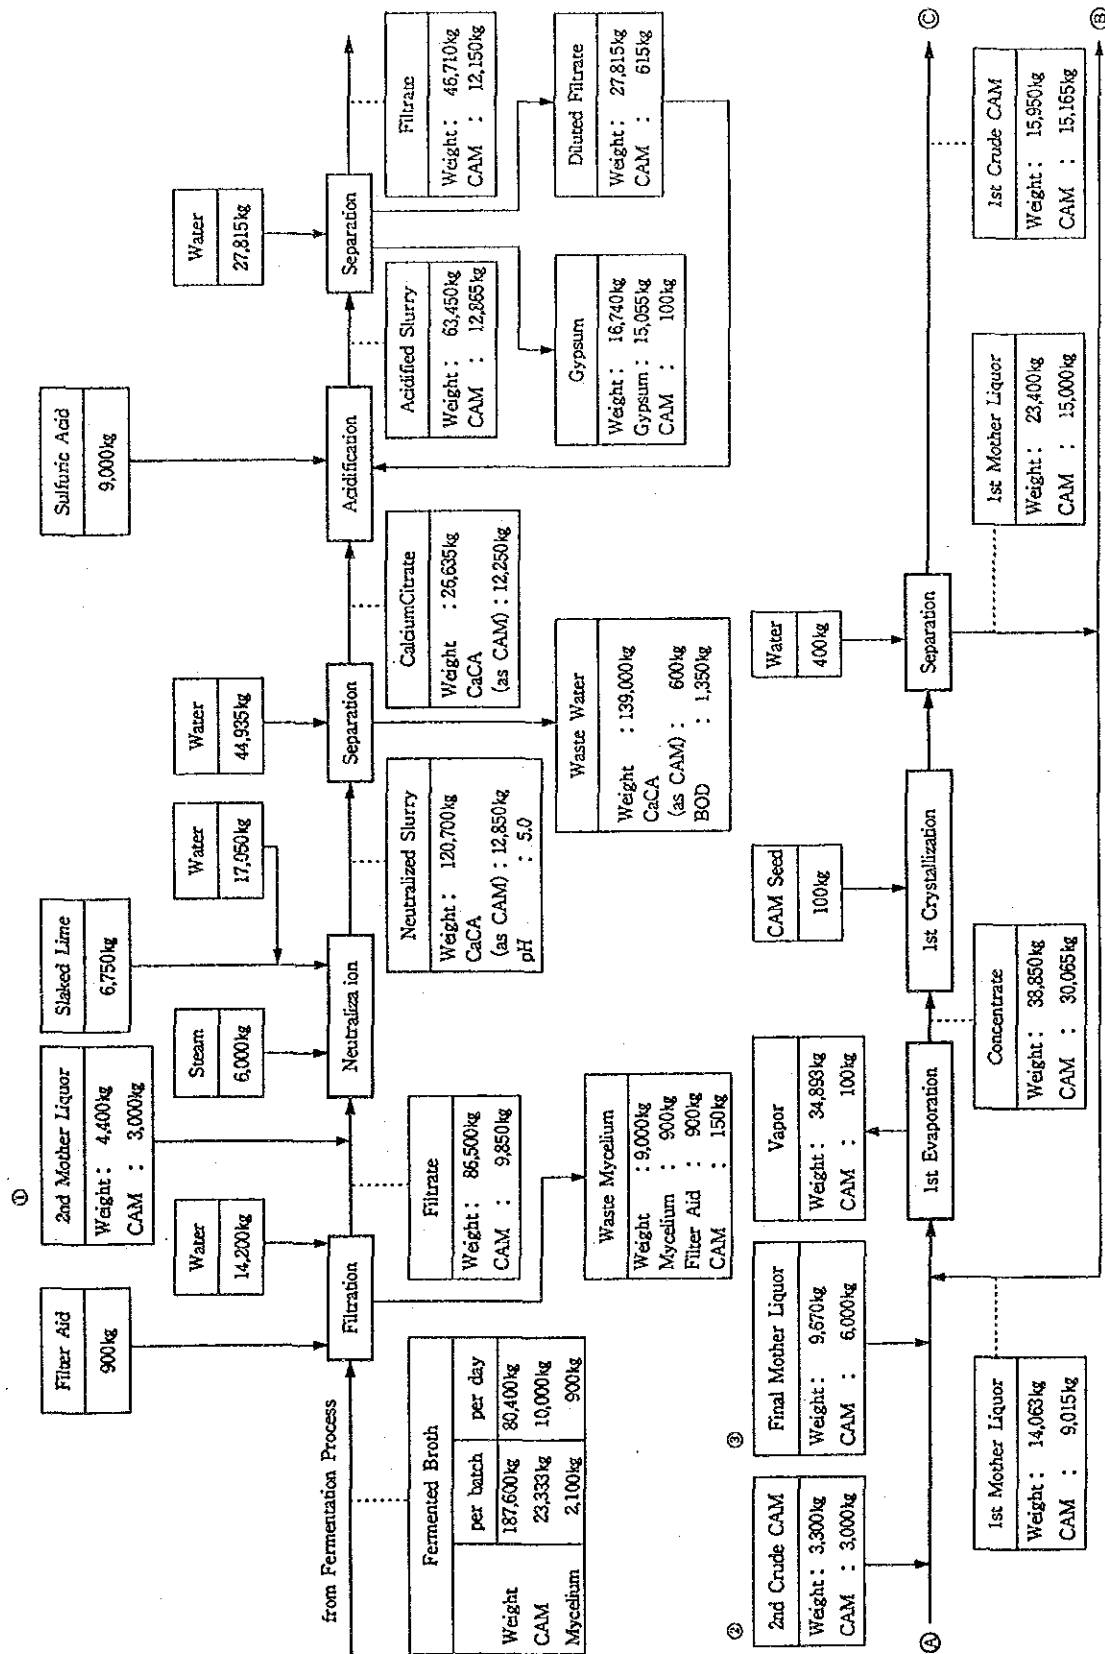 ①
Filter Aid
900kg
Water
14,200kg
2nd Mother Liquor
Weight : 4,400kg
CAM : 3,000kg
Steam
6,000kg
Slaked Lime
6,750kg
Water
17,050kg
Water
44,935kg
Sulfuric Acid
9,000kg
Water
27,815kg
from Fermentation Process
Filtration
Neutraliza ion
Separation
Acidification
Separation
Fermented Broth
per batch per day
Weight 187,600kg 80,400kg
CAM 23,333kg 10,000kg
Mycelium 2,100kg 900kg
Filtrate
Weight : 86,500kg
CAM : 9,850kg
Waste Mycelium
Weight : 9,000kg
Mycelium : 900kg
Filter Aid : 900kg
CAM : 150kg
Neutralized Slurry
Weight : 120,700kg
CaCA
(as CAM) : 12,850kg
pH : 5.0
CalciumCitrate
Weight : 26,635kg
CaCA
(as CAM) : 12,250kg
Waste Water
Weight : 139,000kg
CaCA
(as CAM) : 600kg
BOD : 1,350kg
Acidified Slurry
Weight : 63,450kg
CAM : 12,865kg
Gypsum
Weight : 16,740kg
Gypsum : 15,055kg
CAM : 100kg
Filtrate
Weight : 46,710kg
CAM : 12,150kg
Diluted Filtrate
Weight : 27,815kg
CAM : 615kg
②
2nd Crude CAM
Weight : 3,300kg
CAM : 3,000kg
③
Final Mother Liquor
Weight : 9,670kg
CAM : 6,000kg
Vapor
Weight : 34,893kg
CAM : 100kg
CAM Seed
100kg
Water
400kg
Ⓐ
1st Evaporation
1st Crystallization
Separation
Ⓒ
1st Mother Liquor
Weight : 14,063kg
CAM : 9,015kg
Concentrate
Weight : 38,850kg
CAM : 30,065kg
1st Mother Liquor
Weight : 23,400kg
CAM : 15,000kg
1st Crude CAM
Weight : 15,950kg
CAM : 15,165kg
Ⓑ